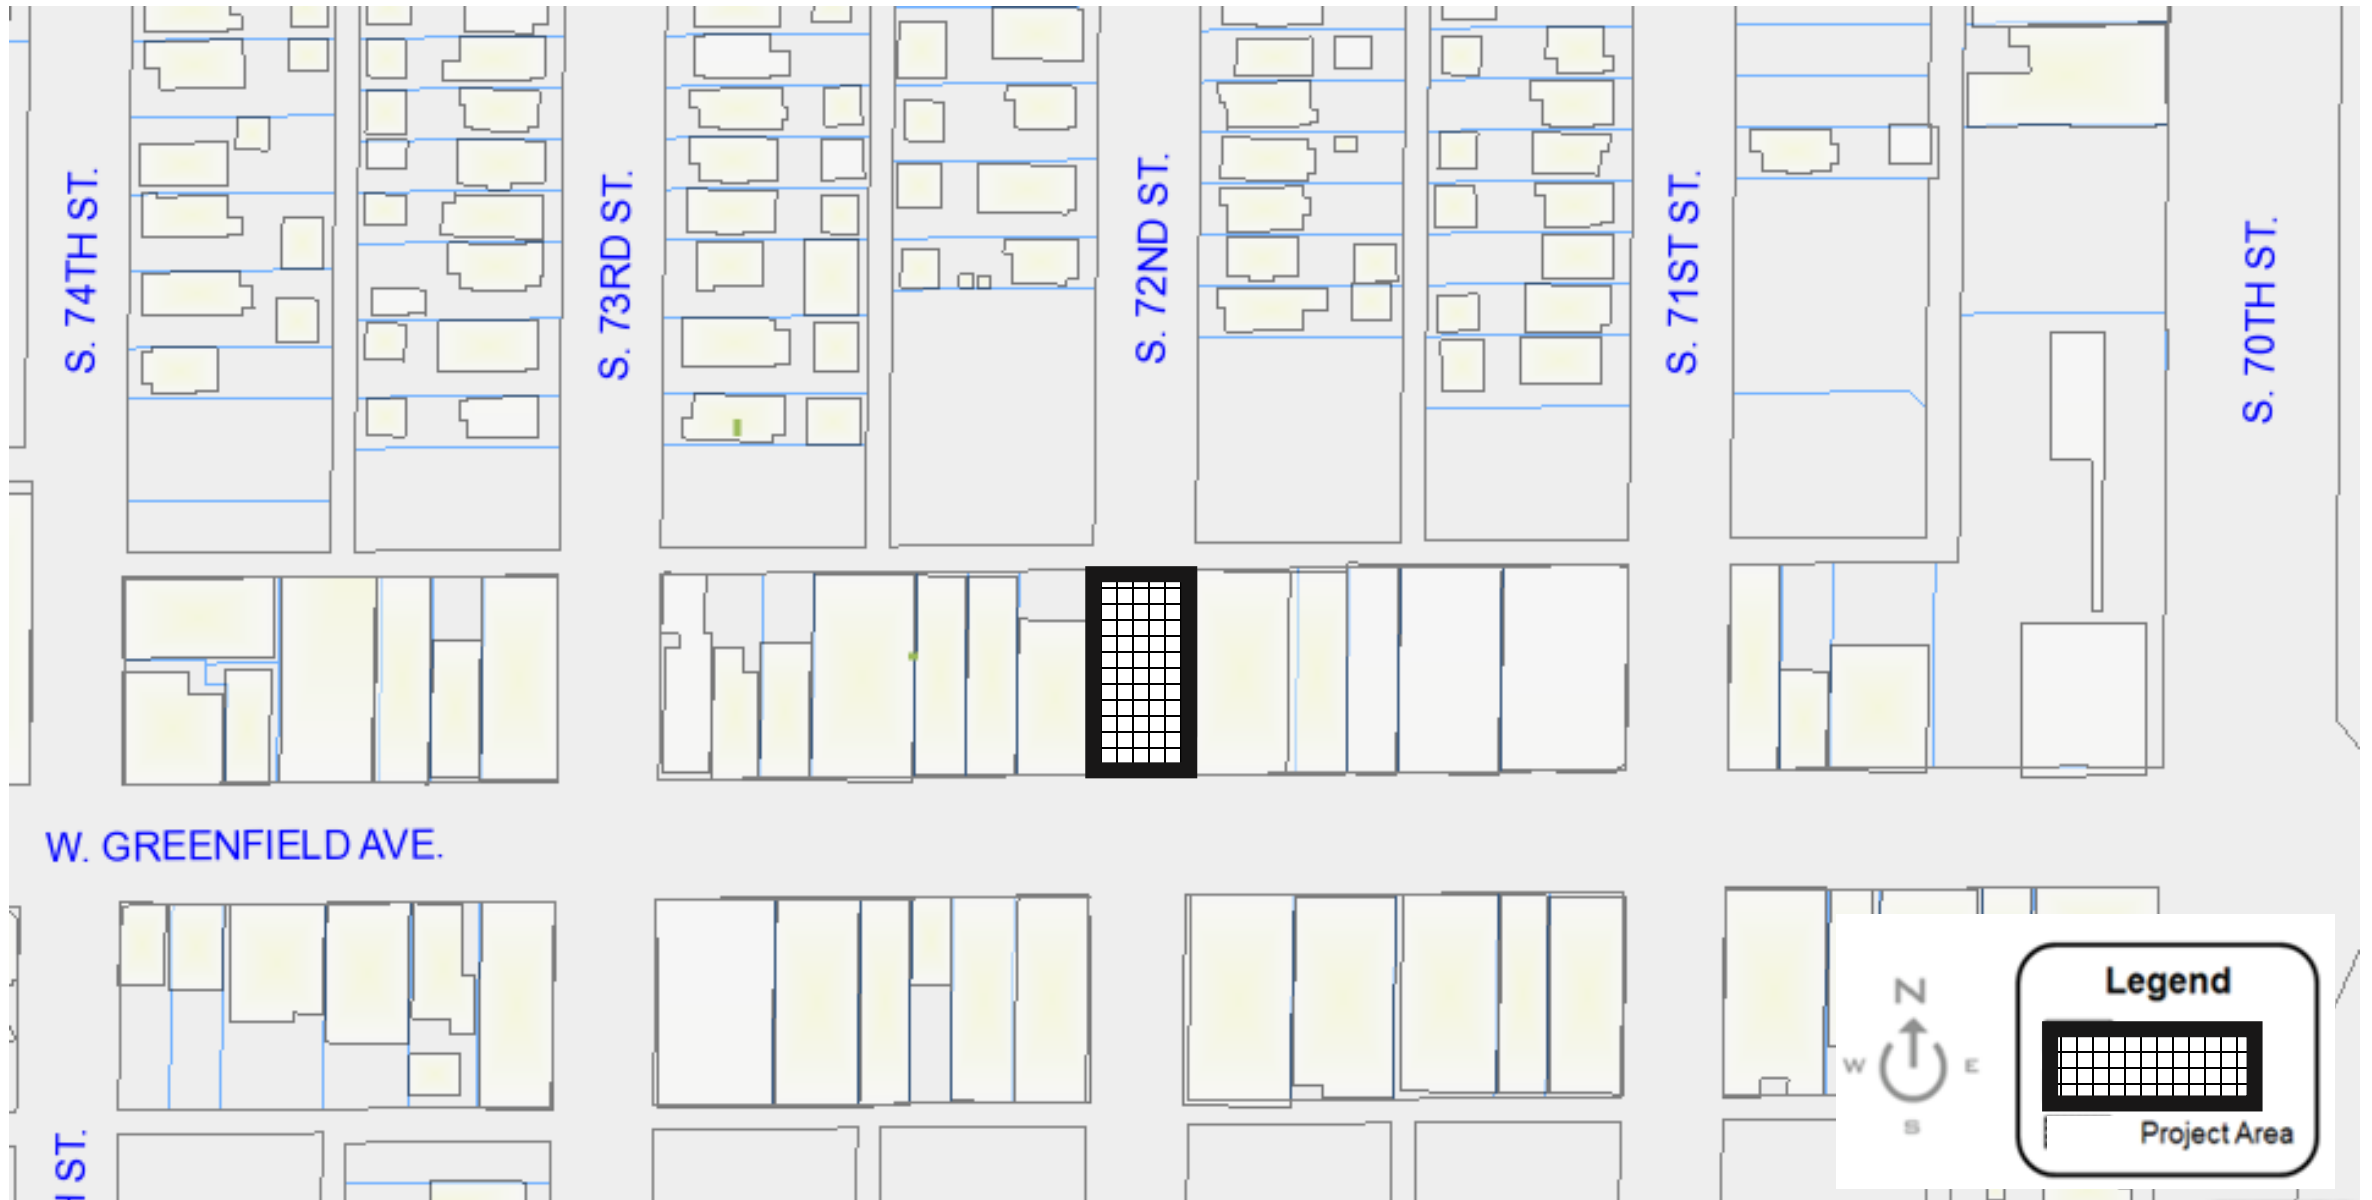 S. 74TH ST.
S. 73RD ST.
S. 72ND ST.
S. 71ST ST.
S. 70TH ST.
W. GREENFIELD AVE.
ST.
N
W E
S
Legend
Project Area